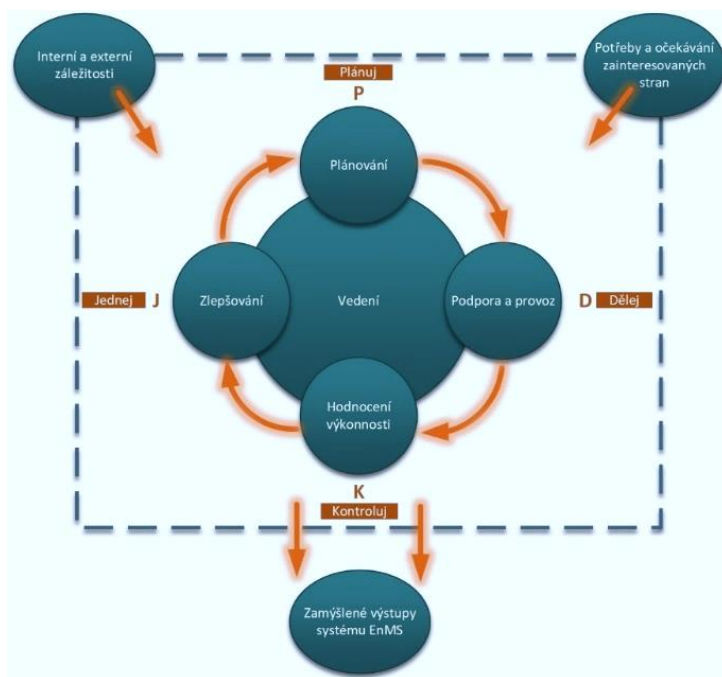 Interní a externí
záležitosti
Potřeby a očekávání
zainteresovaných
stran
Plánuj
P
Plánování
Jednej
J
Zlepšování
Vedení
Podpora a provoz
D
Dělej
Hodnocení
výkonnosti
K
Kontroluj
Zamýšlené výstupy
systému EnMS